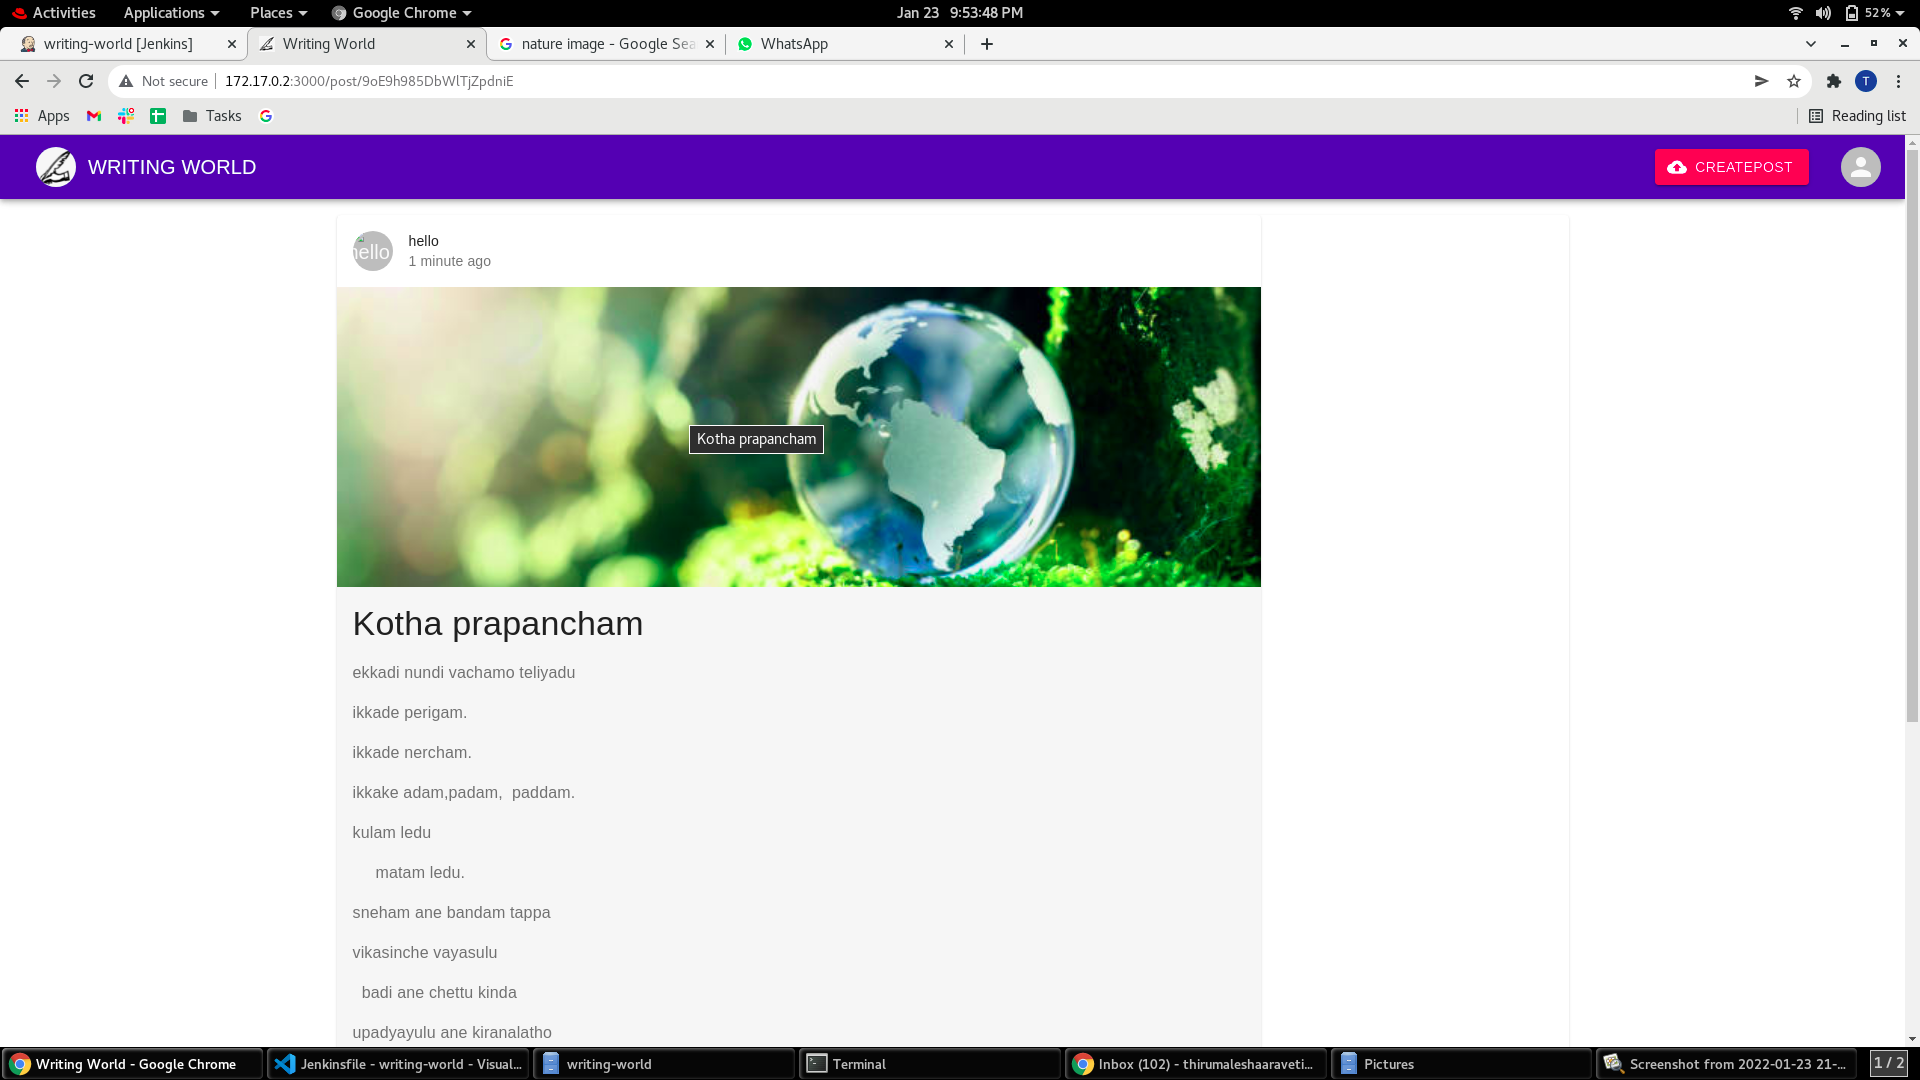 Activities Applications Places Google Chrome Jan 23 9:53:48 PM 52%
writing-world [Jenkins] Writing World nature image - Google Sea WhatsApp
Not secure 172.17.0.2:3000/post/9oE9h985DbWlTjZpdniE T
Apps Tasks Reading list
WRITING WORLD CREATEPOST
hello
hello
1 minute ago
Kotha prapancham
Kotha prapancham
ekkadi nundi vachamo teliyadu
ikkade perigam.
ikkade nercham.
ikkake adam,padam,  paddam.
kulam ledu
matam ledu.
sneham ane bandam tappa
vikasinche vayasulu
badi ane chettu kinda
upadyayulu ane kiranalatho
Writing World - Google Chrome Jenkinsfile - writing-world - Visual... writing-world Terminal Inbox (102) - thirumaleshaaraveti... Pictures Screenshot from 2022-01-23 21-... 1 / 2